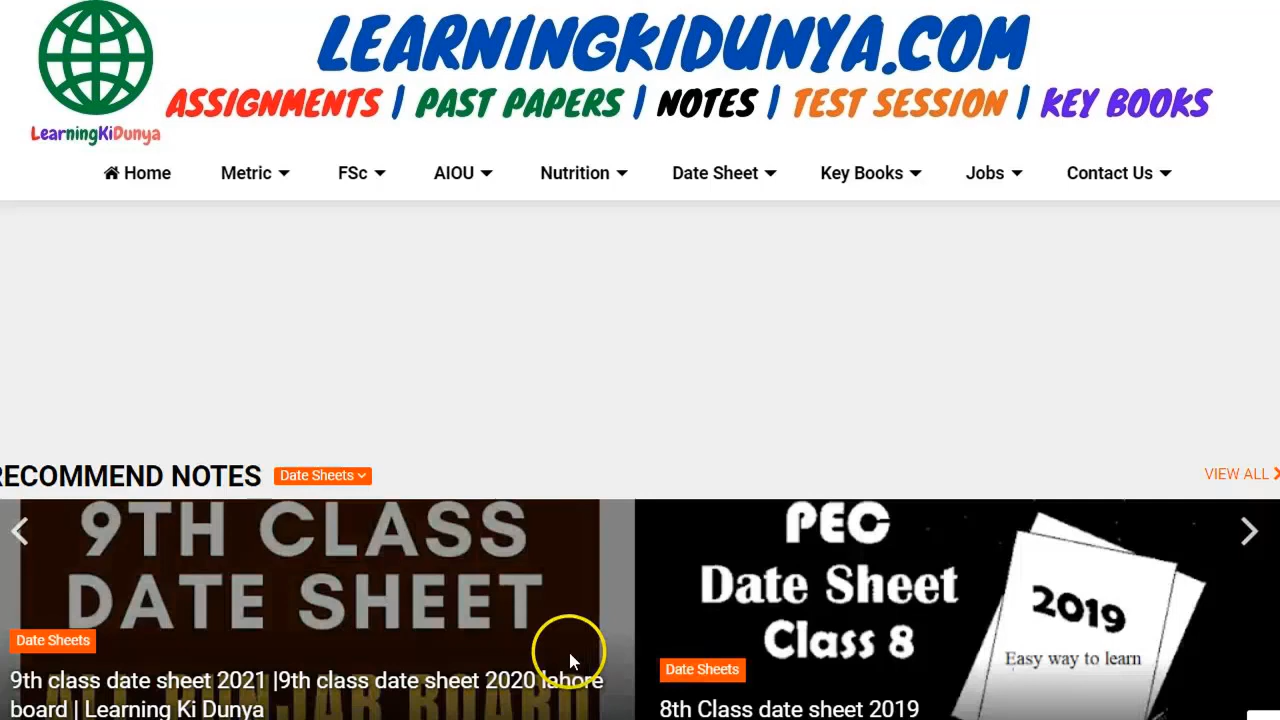 LEARNINGKIDUNYA.COM
ASSIGNMENTS | PAST PAPERS | NOTES | TEST SESSION | KEY BOOKS
LearningKiDunya
Home Metric FSc AIOU Nutrition Date Sheet Key Books Jobs Contact Us
RECOMMEND NOTES Date Sheets VIEW ALL
9TH CLASS
DATE SHEET
Date Sheets
9th class date sheet 2021 |9th class date sheet 2020 lahore
board | Learning Ki Dunya
PUNJAB BOARD
PEC
Date Sheet
Class 8
2019
Easy way to learn
Date Sheets
8th Class date sheet 2019